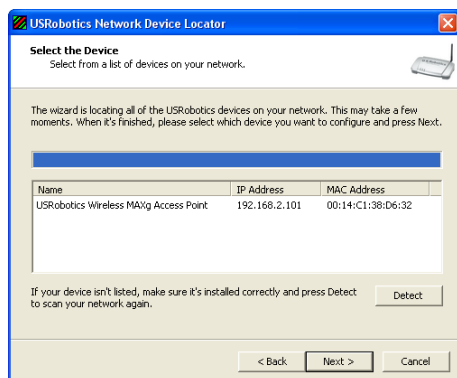 USRobotics Network Device Locator
Select the Device
Select from a list of devices on your network.
The wizard is locating all of the USRobotics devices on your network. This may take a few
moments. When it's finished, please select which device you want to configure and press Next.
Name IP Address MAC Address
USRobotics Wireless MAXg Access Point 192.168.2.101 00:14:C1:38:D6:32
If your device isn't listed, make sure it's installed correctly and press Detect
to scan your network again.
Detect
< Back Next > Cancel